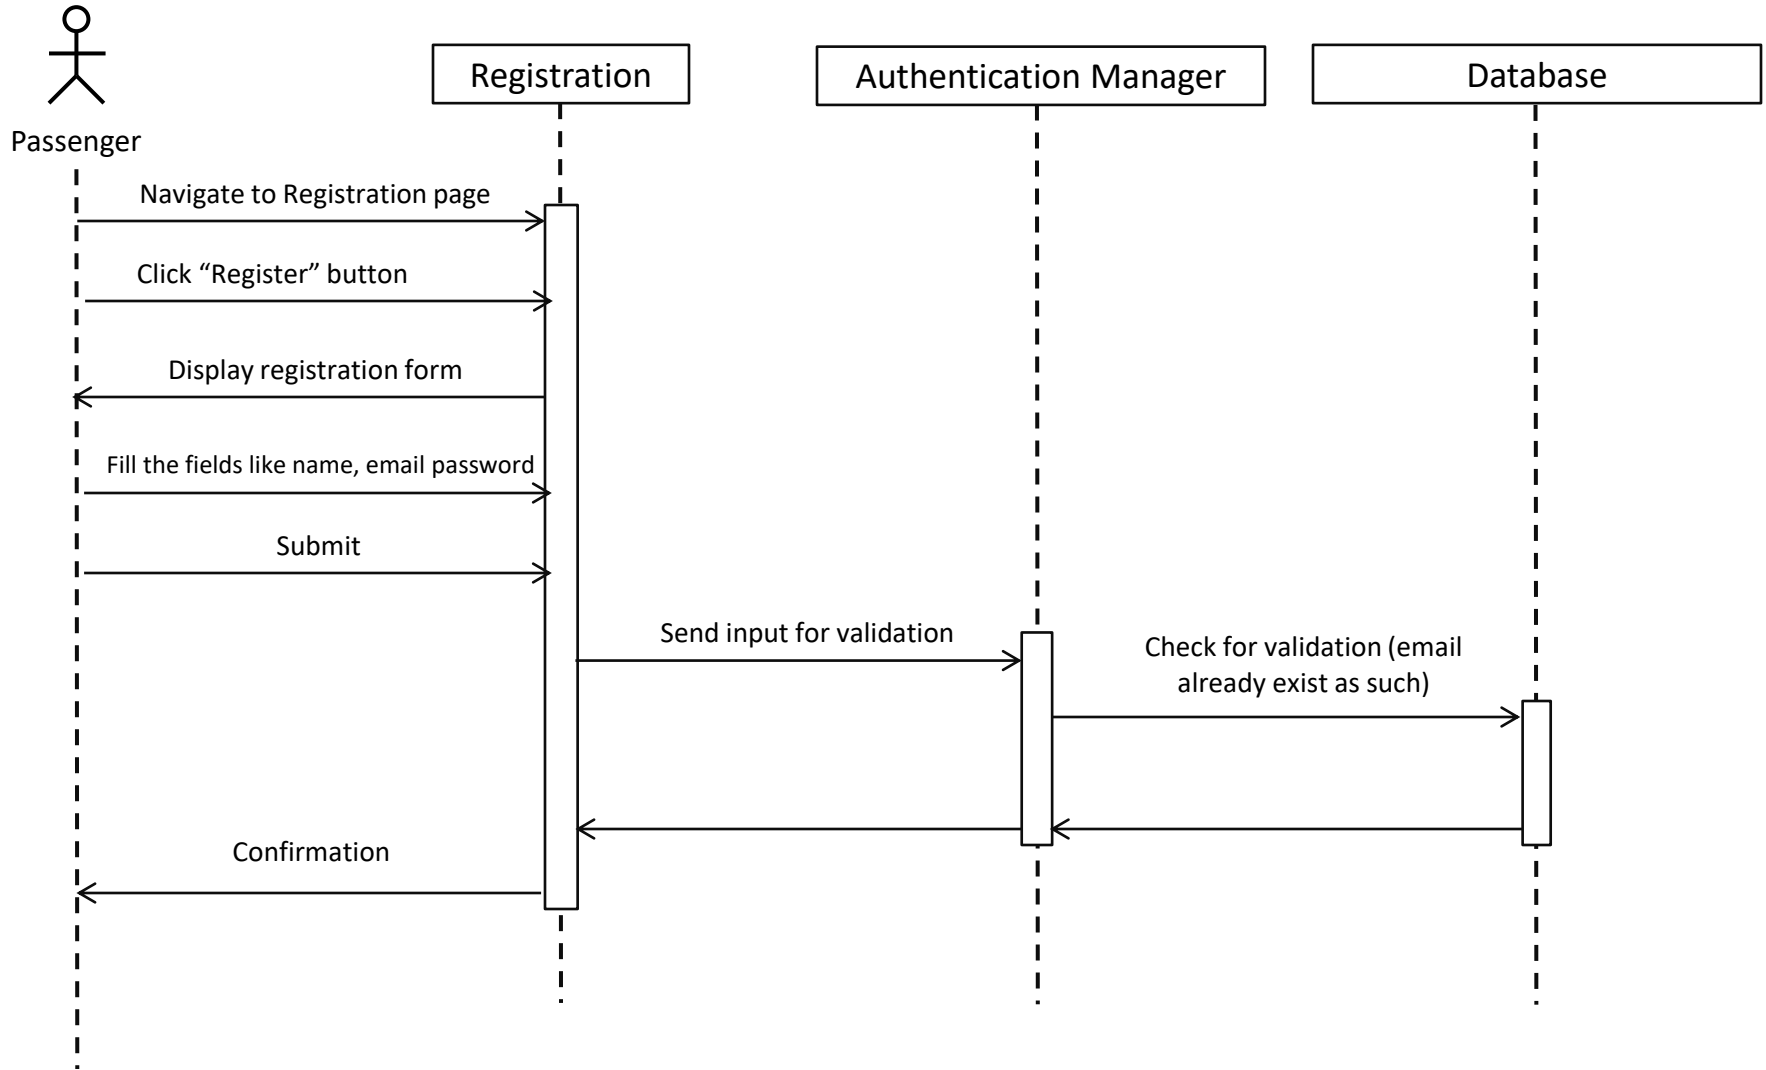 Registration
Authentication Manager
Database
Passenger
Navigate to Registration page
Click “Register” button
Display registration form
Fill the fields like name, email password
Submit
Send input for validation
Check for validation (email
already exist as such)
Confirmation